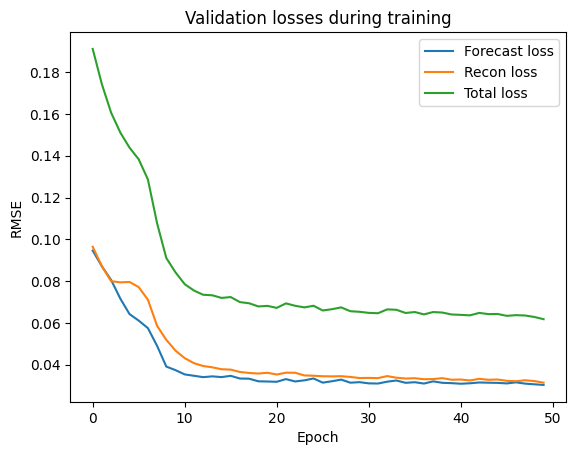 Validation losses during training
Forecast loss
Recon loss
Total loss
0.18
0.16
0.14
0.12
0.10
0.08
0.06
0.04
RMSE
0
10
20
30
40
50
Epoch